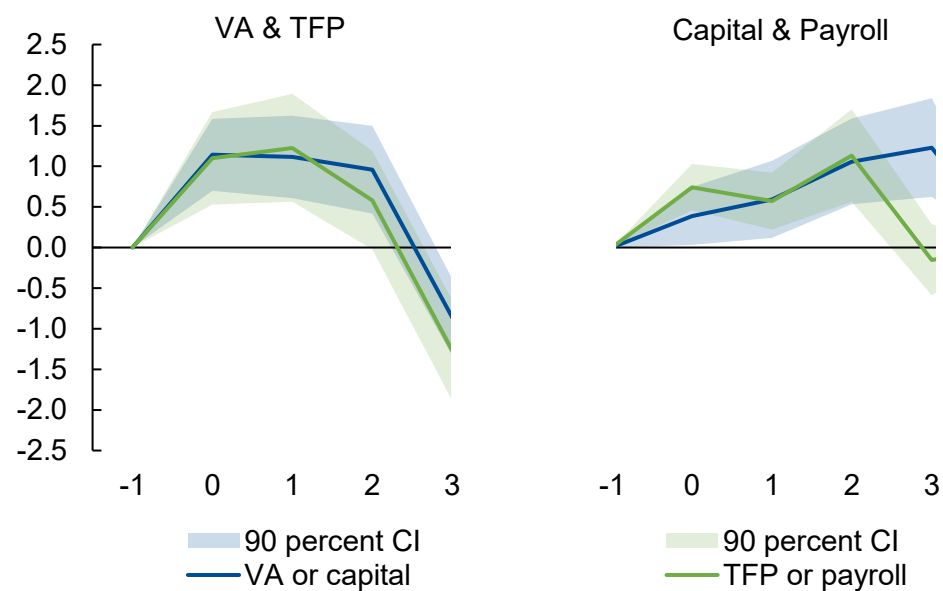 VA & TFP
Capital & Payroll
2.5
2.0
1.5
1.0
0.5
0.0
-0.5
-1.0
-1.5
-2.0
-2.5
-1 0 1 2 3
-1 0 1 2 3
90 percent CI
VA or capital
90 percent CI
TFP or payroll